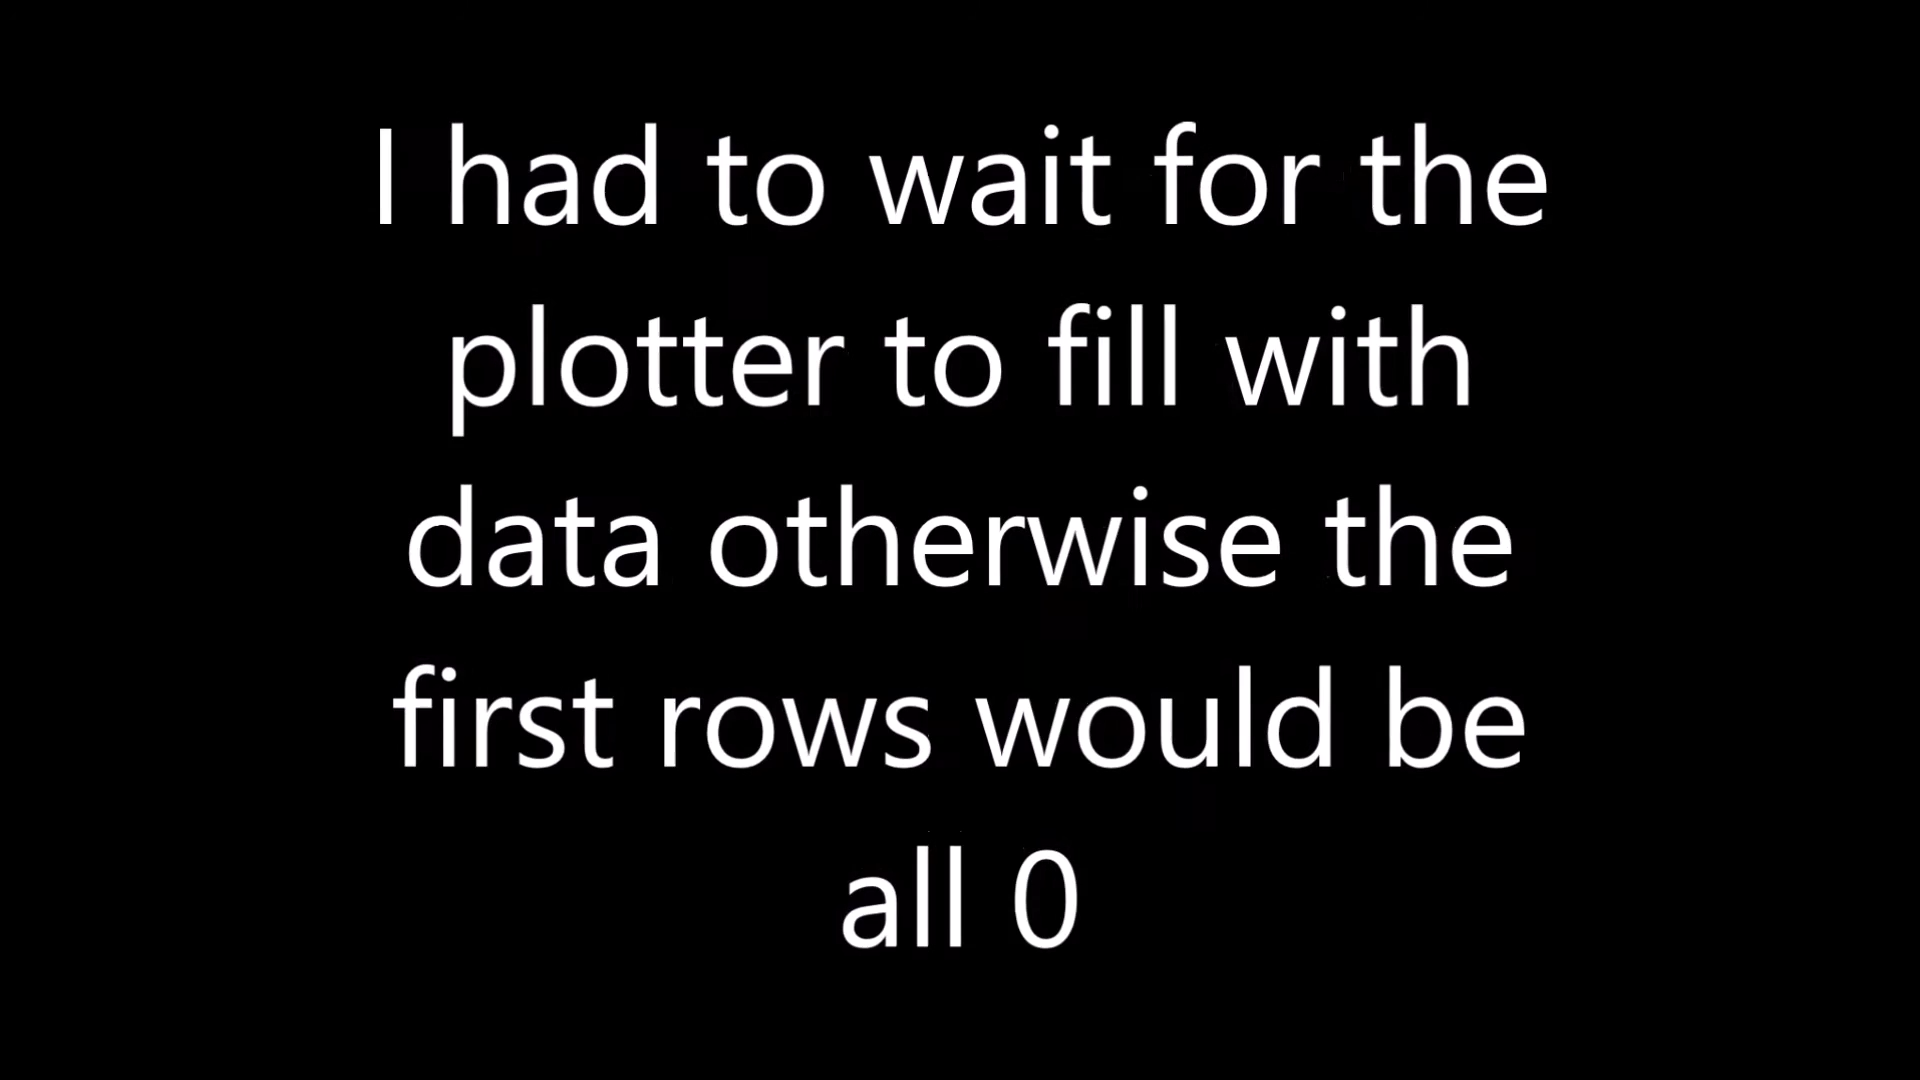 I had to wait for the
plotter to fill with
data otherwise the
first rows would be
all 0